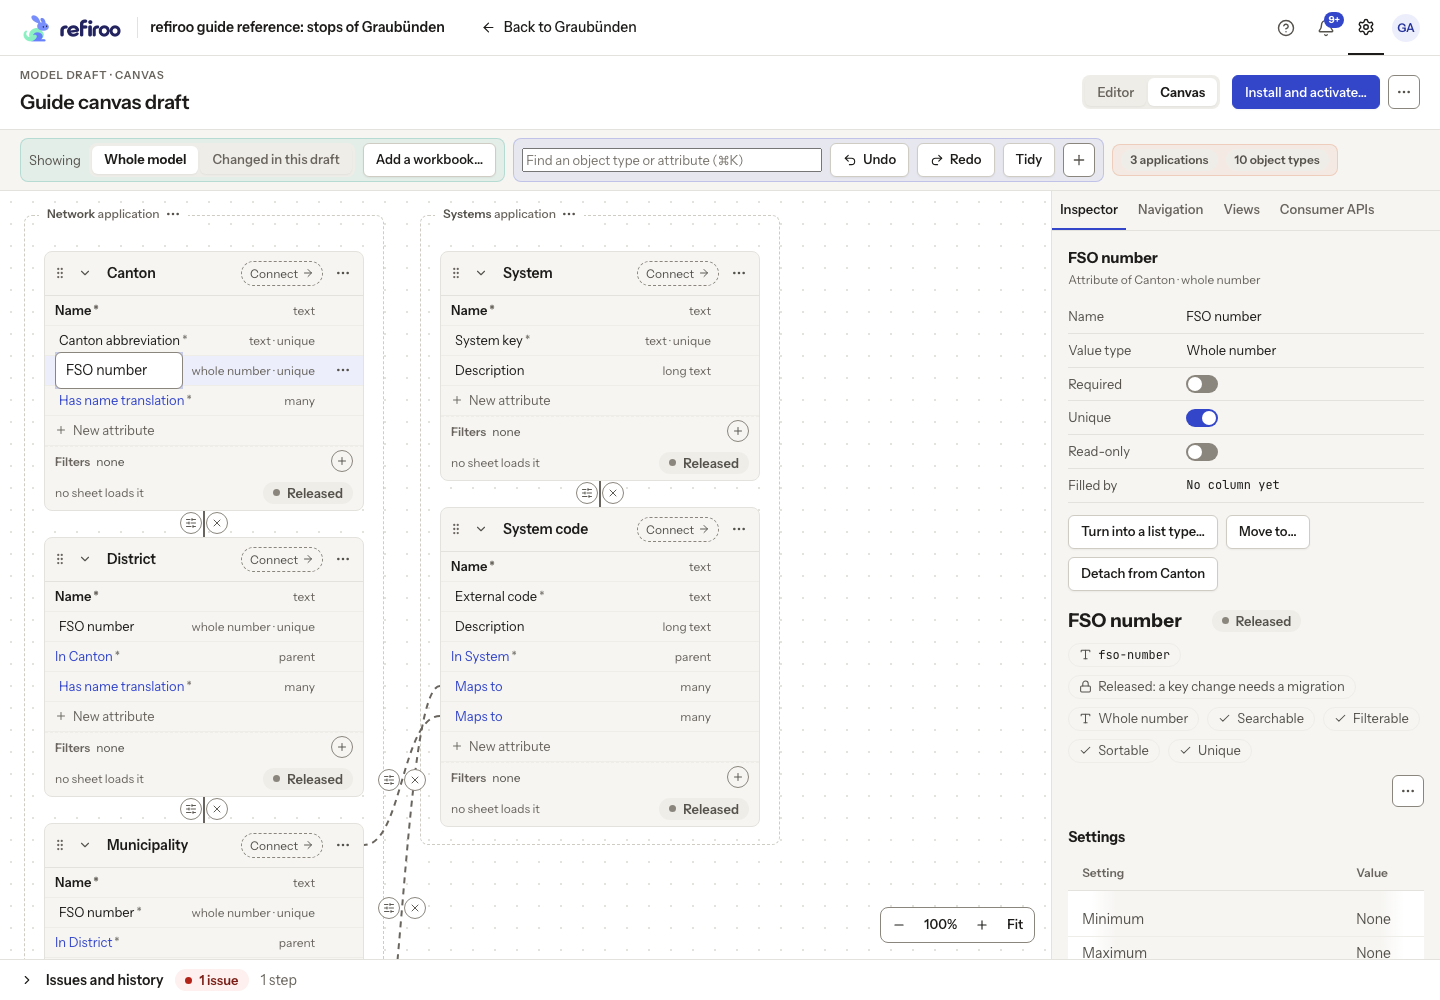 refiroo
refiroo guide reference: stops of Graubünden
Back to Graubünden
9+
GA
MODEL DRAFT · CANVAS
Guide canvas draft
Editor
Canvas
Install and activate...
Showing
Whole model
Changed in this draft
Add a workbook...
Find an object type or attribute (⌘K)
Undo
Redo
Tidy
3 applications
10 object types
Network application
Canton
Connect
Name *
text
Canton abbreviation *
text · unique
FSO number
whole number · unique
Has name translation *
many
New attribute
Filters none
no sheet loads it
Released
District
Connect
Name *
text
FSO number
whole number · unique
In Canton *
parent
Has name translation *
many
New attribute
Filters none
no sheet loads it
Released
Municipality
Connect
Name *
text
FSO number *
whole number · unique
In District *
parent
Systems application
System
Connect
Name *
text
System key *
text · unique
Description
long text
New attribute
Filters none
no sheet loads it
Released
System code
Connect
Name *
text
External code *
text
Description
long text
In System *
parent
Maps to
many
Maps to
many
New attribute
Filters none
no sheet loads it
Released
100%
Fit
Inspector
Navigation
Views
Consumer APIs
FSO number
Attribute of Canton · whole number
Name
FSO number
Value type
Whole number
Required
Unique
Read-only
Filled by
No column yet
Turn into a list type...
Move to...
Detach from Canton
FSO number
Released
fso-number
Released: a key change needs a migration
Whole number
Searchable
Filterable
Sortable
Unique
Settings
Setting
Value
Minimum
None
Maximum
None
Issues and history
1 issue
1 step